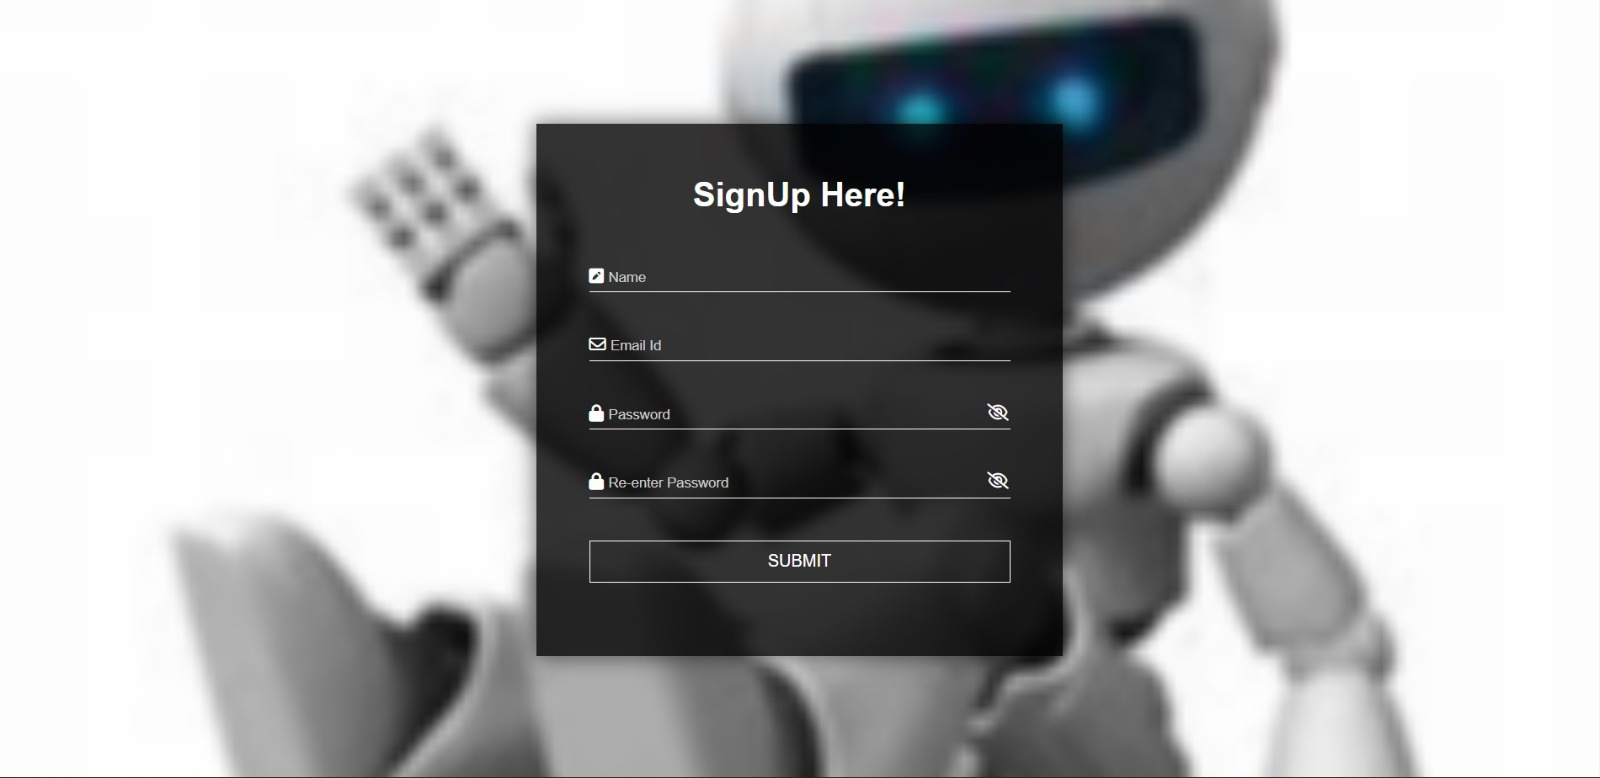 SignUp Here!
Name
Email Id
Password
Re-enter Password
SUBMIT